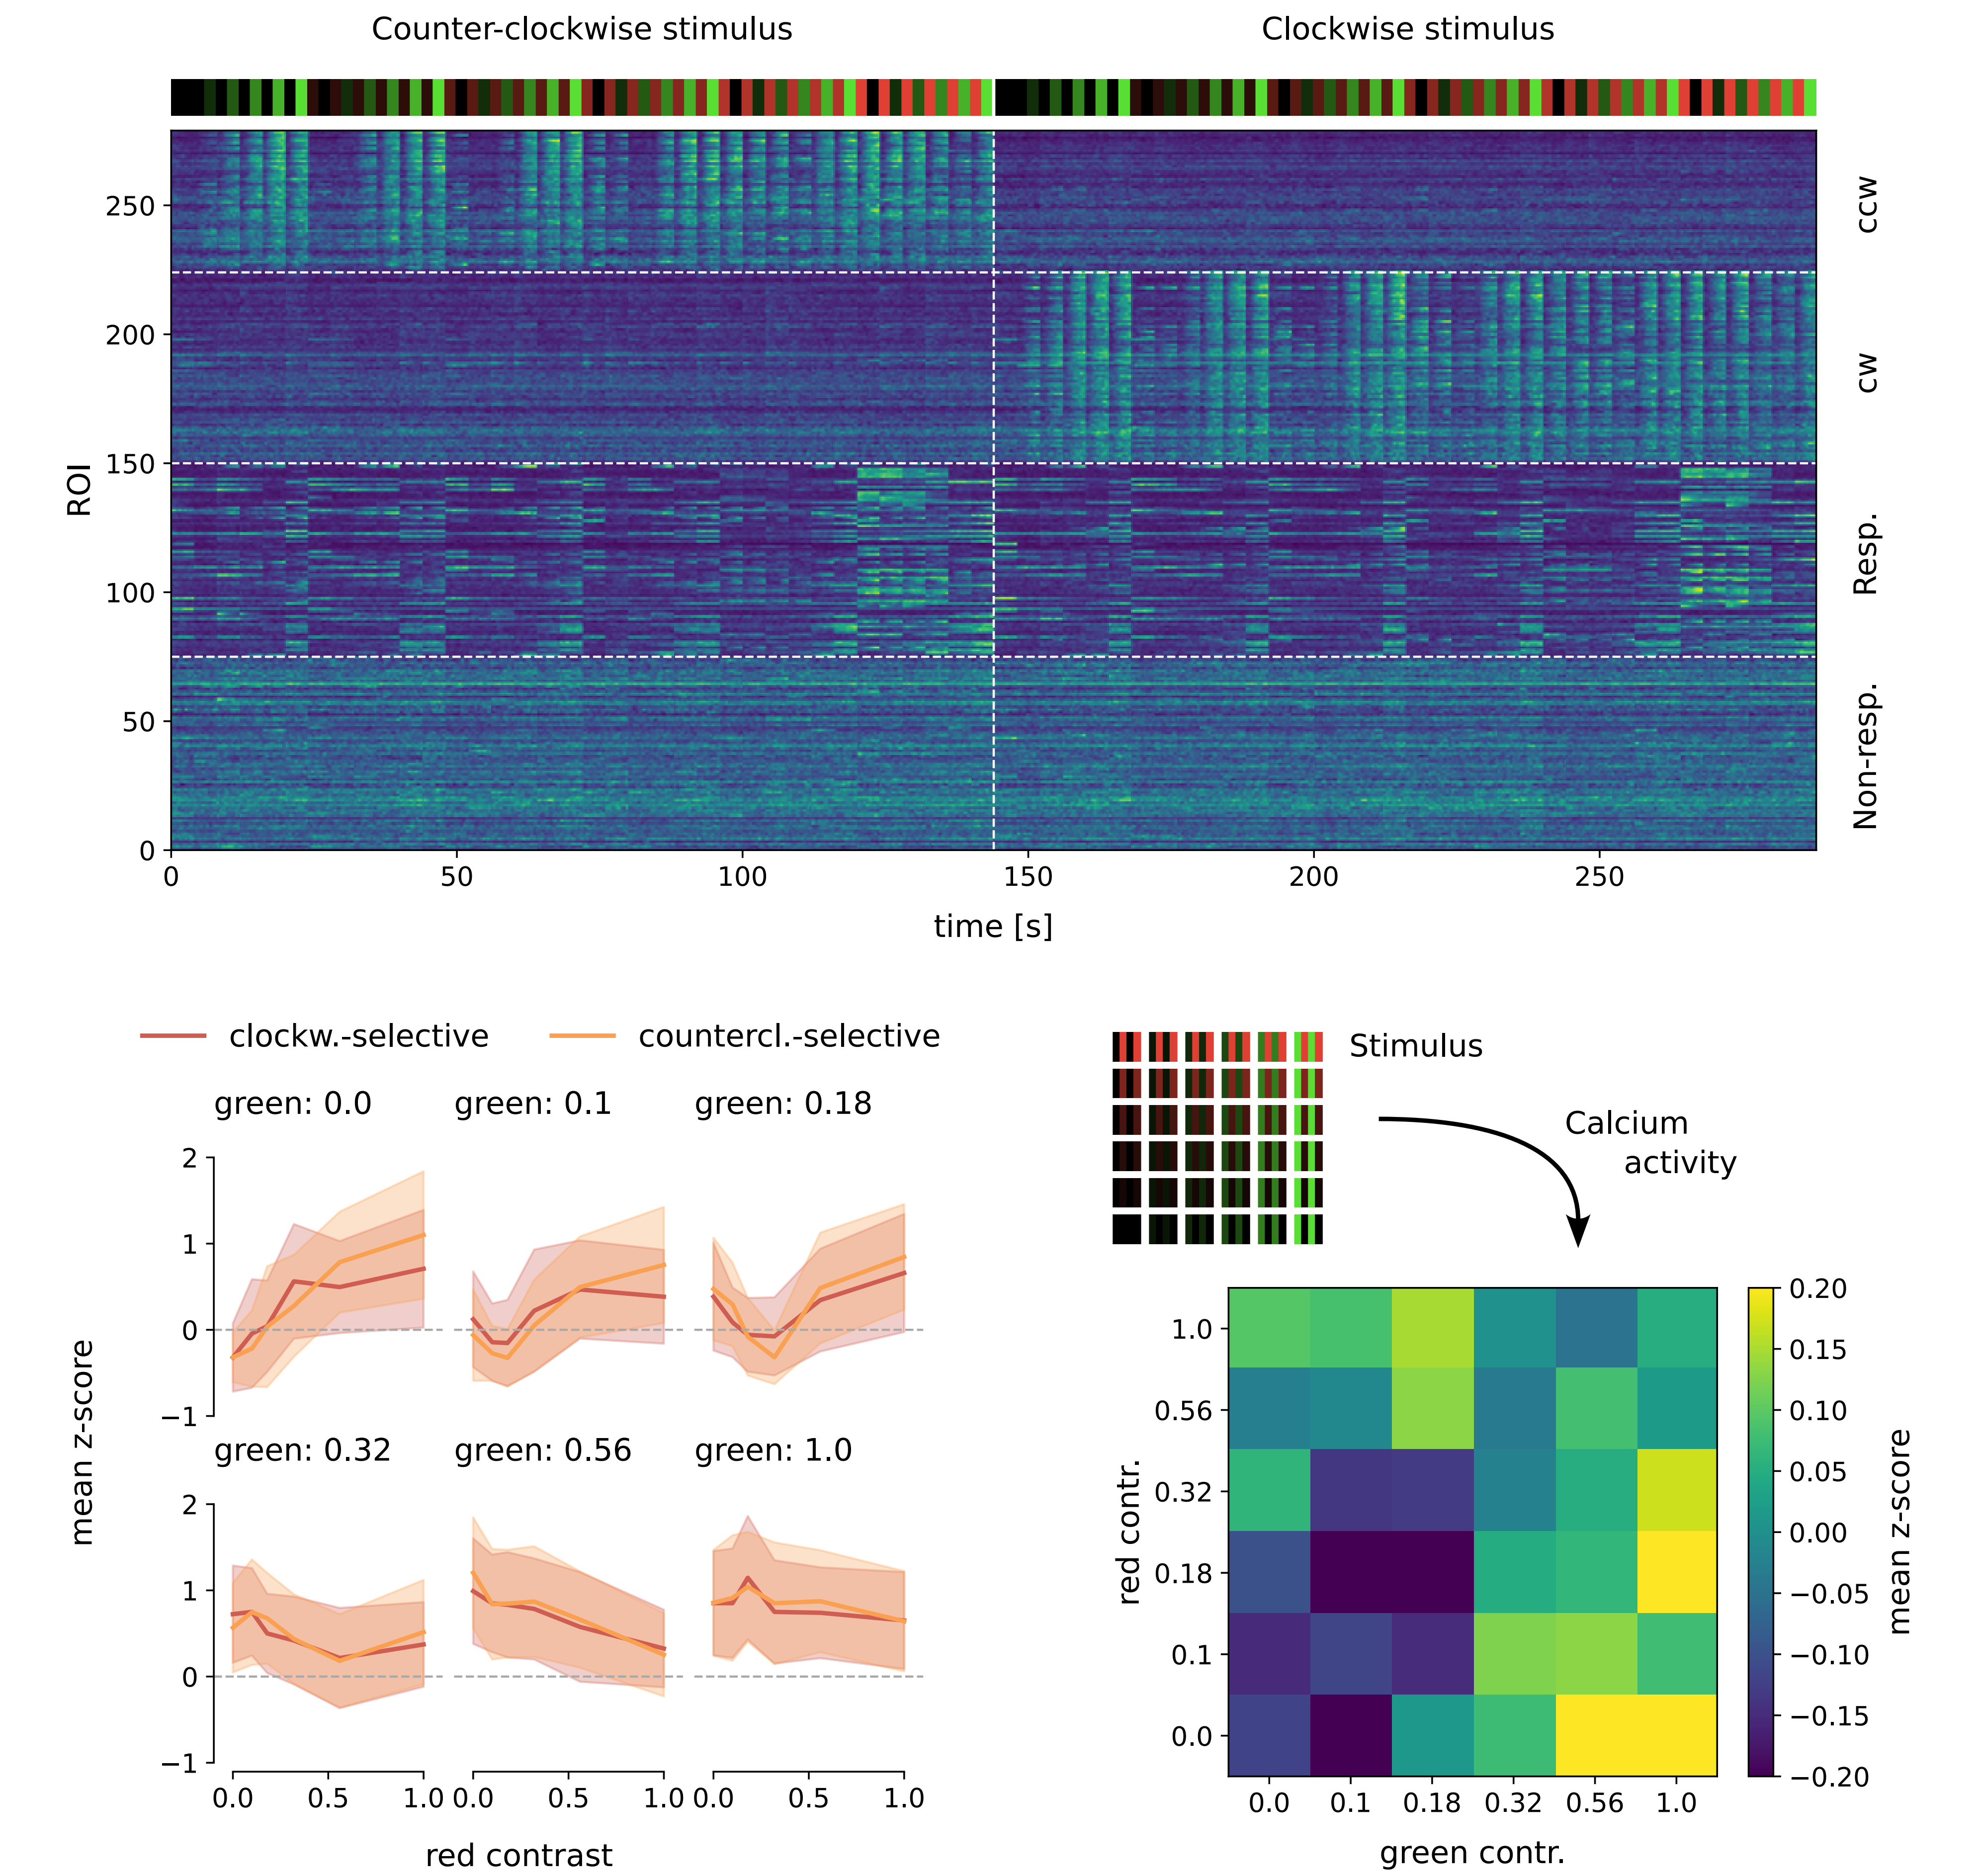 Counter-clockwise stimulus
Clockwise stimulus
250
200
150
100
50
0
ROI
ccw
cw
Resp.
Non-resp.
0 50 100 150 200 250
time [s]
clockw.-selective
countercl.-selective
green: 0.0
green: 0.1
green: 0.18
2
1
0
−1
green: 0.32
green: 0.56
green: 1.0
2
1
0
−1
mean z-score
0.0 0.5 1.0 0.0 0.5 1.0 0.0 0.5 1.0
red contrast
Stimulus
Calcium
activity
1.0
0.56
0.32
0.18
0.1
0.0
red contr.
0.0 0.1 0.18 0.32 0.56 1.0
green contr.
0.20
0.15
0.10
0.05
0.00
−0.05
−0.10
−0.15
−0.20
mean z-score